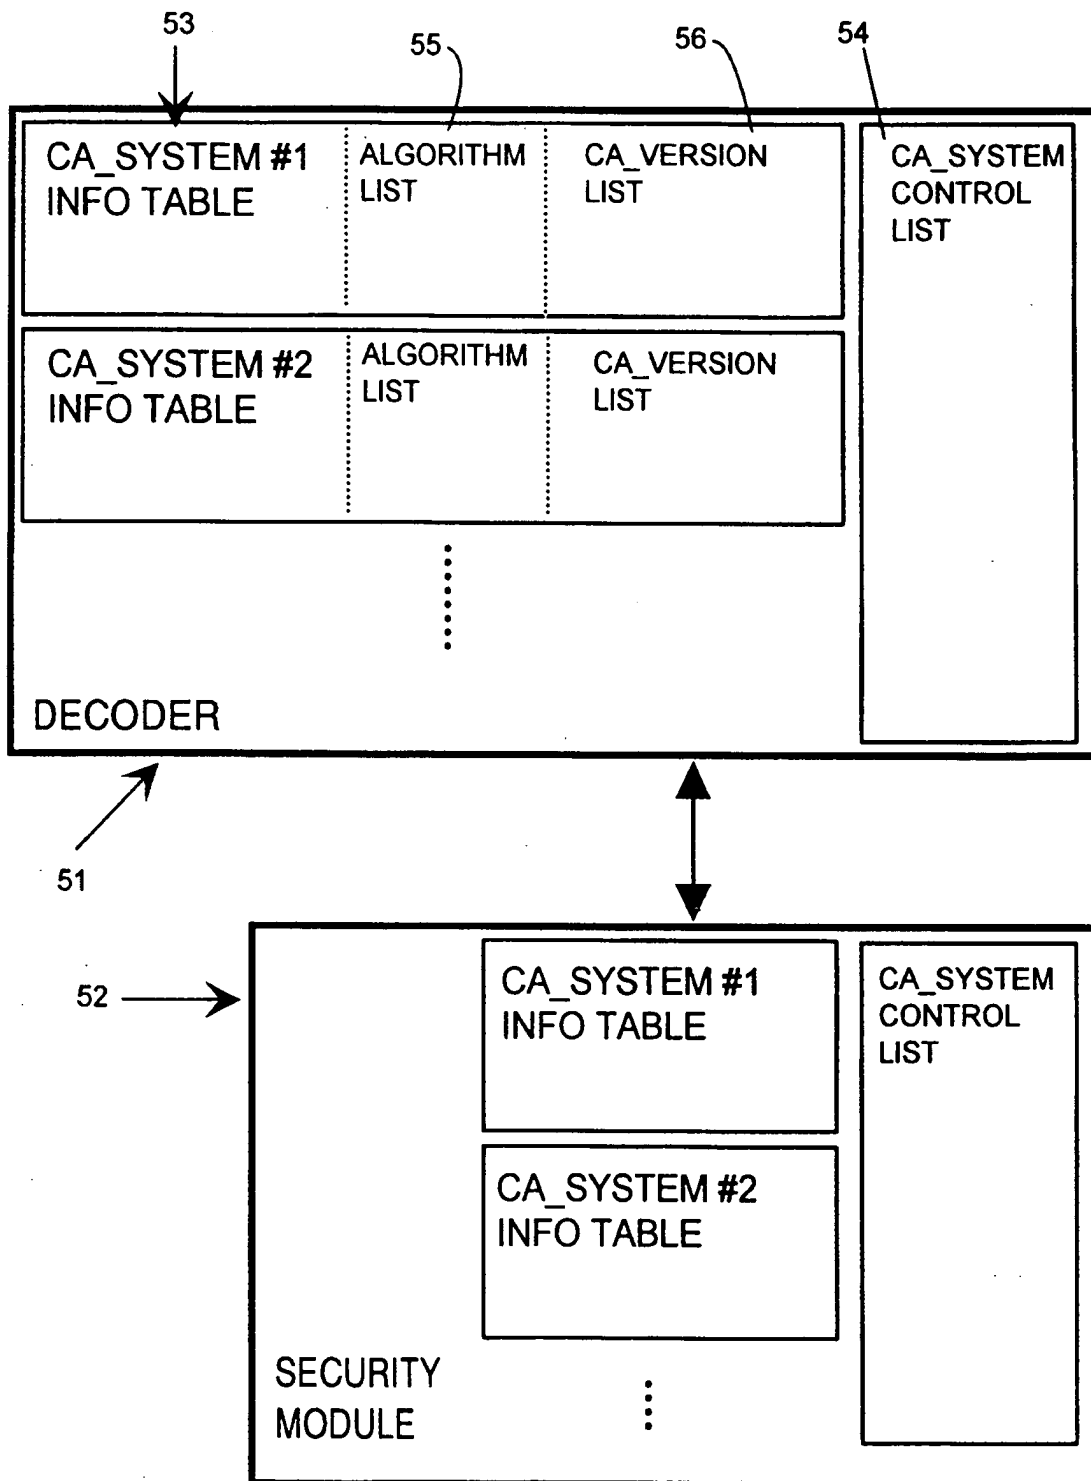 53
55
56
54
CA_SYSTEM #1
INFO TABLE
ALGORITHM
LIST
CA_VERSION
LIST
CA_SYSTEM
CONTROL
LIST
CA_SYSTEM #2
INFO TABLE
ALGORITHM
LIST
CA_VERSION
LIST
DECODER
51
52
CA_SYSTEM #1
INFO TABLE
CA_SYSTEM
CONTROL
LIST
CA_SYSTEM #2
INFO TABLE
SECURITY
MODULE